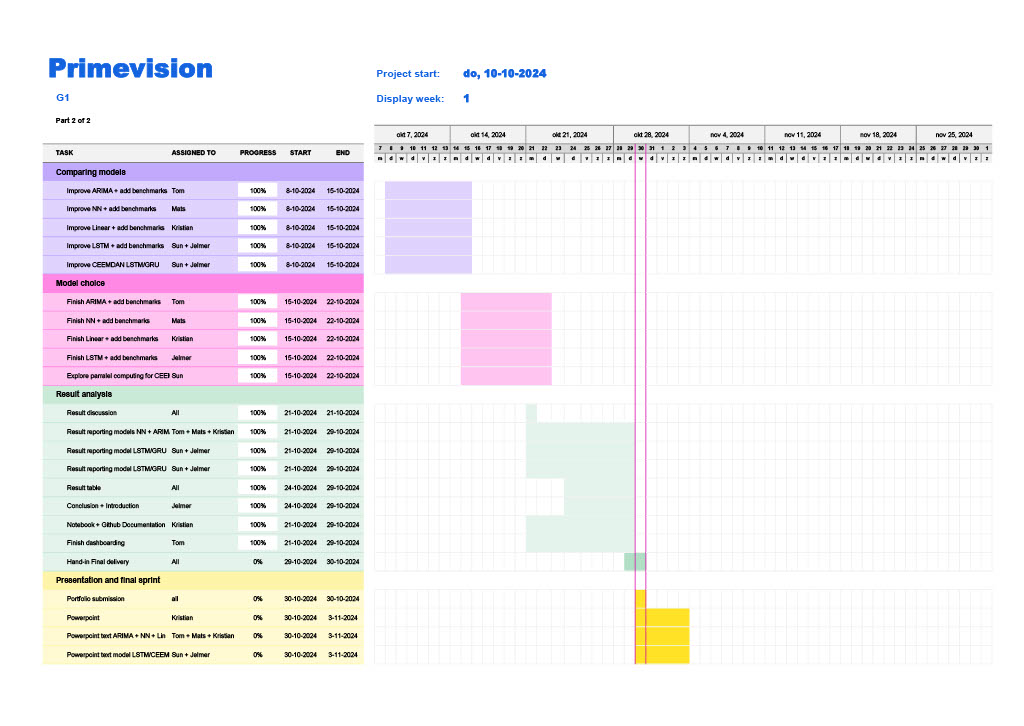 Primevision
Project start: do, 10-10-2024
G1
Display week: 1
Part 2 of 2
okt 7, 2024 okt 14, 2024 okt 21, 2024 okt 28, 2024 nov 4, 2024 nov 11, 2024 nov 18, 2024 nov 25, 2024
7 8 9 10 11 12 13 14 15 16 17 18 19 20 21 22 23 24 25 26 27 28 29 30 31 1 2 3 4 5 6 7 8 9 10 11 12 13 14 15 16 17 18 19 20 21 22 23 24 25 26 27 28 29 30 1
TASK ASSIGNED TO PROGRESS START END
m d w d v z z m d w d v z z m d w d v z z m d w d v z z m d w d v z z m d w d v z z m d w d v z z m d w d v z z
Comparing models
Improve ARIMA + add benchmarks Tom 100% 8-10-2024 15-10-2024
Improve NN + add benchmarks Mats 100% 8-10-2024 15-10-2024
Improve Linear + add benchmarks Kristian 100% 8-10-2024 15-10-2024
Improve LSTM + add benchmarks Sun + Jelmer 100% 8-10-2024 15-10-2024
Improve CEEMDAN LSTM/GRU Sun + Jelmer 100% 8-10-2024 15-10-2024
Model choice
Finish ARIMA + add benchmarks Tom 100% 15-10-2024 22-10-2024
Finish NN + add benchmarks Mats 100% 15-10-2024 22-10-2024
Finish Linear + add benchmarks Kristian 100% 15-10-2024 22-10-2024
Finish LSTM + add benchmarks Jelmer 100% 15-10-2024 22-10-2024
Explore parralel computing for CEEI Sun 100% 15-10-2024 22-10-2024
Result analysis
Result discussion All 100% 21-10-2024 21-10-2024
Result reporting models NN + ARIM. Tom + Mats + Kristian 100% 21-10-2024 29-10-2024
Result reporting model LSTM/GRU Sun + Jelmer 100% 21-10-2024 29-10-2024
Result reporting model LSTM/GRU Sun + Jelmer 100% 21-10-2024 29-10-2024
Result table All 100% 24-10-2024 29-10-2024
Conclusion + Introduction Jelmer 100% 24-10-2024 29-10-2024
Notebook + Github Documentation Kristian 100% 21-10-2024 29-10-2024
Finish dashboarding Tom 100% 21-10-2024 29-10-2024
Hand-in Final delivery All 0% 29-10-2024 30-10-2024
Presentation and final sprint
Portfolio submission all 0% 30-10-2024 30-10-2024
Powerpoint Kristian 0% 30-10-2024 3-11-2024
Powerpoint text ARIMA + NN + Lin Tom + Mats + Kristian 0% 30-10-2024 3-11-2024
Powerpoint text model LSTM/CEEM Sun + Jelmer 0% 30-10-2024 3-11-2024